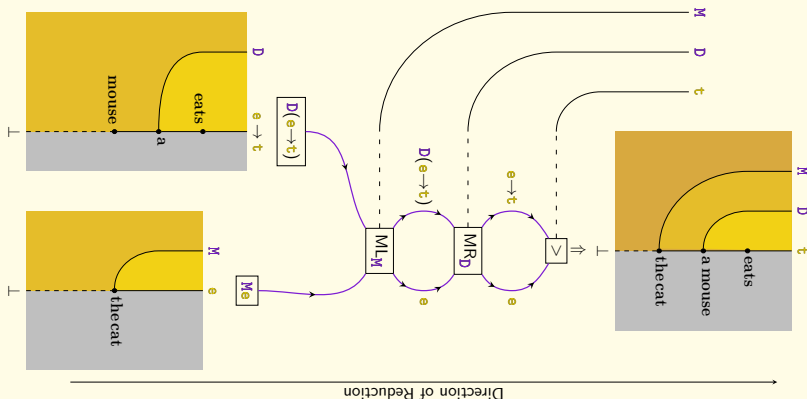 M
D
t
M
D
t
eats
a mouse
the cat
⊥
⇒
>
e→t
e
MR_D
D(e→t)
e
ML_M
D(e→t)
Me
D
e→t
eats
a
mouse
⊥
M
e
the cat
⊥
Direction of Reduction